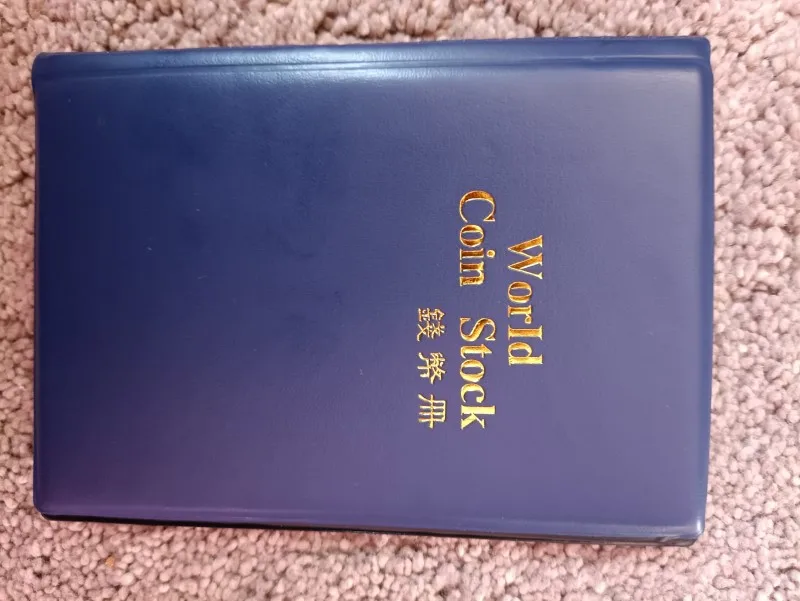 World
Coin Stock
錢幣冊